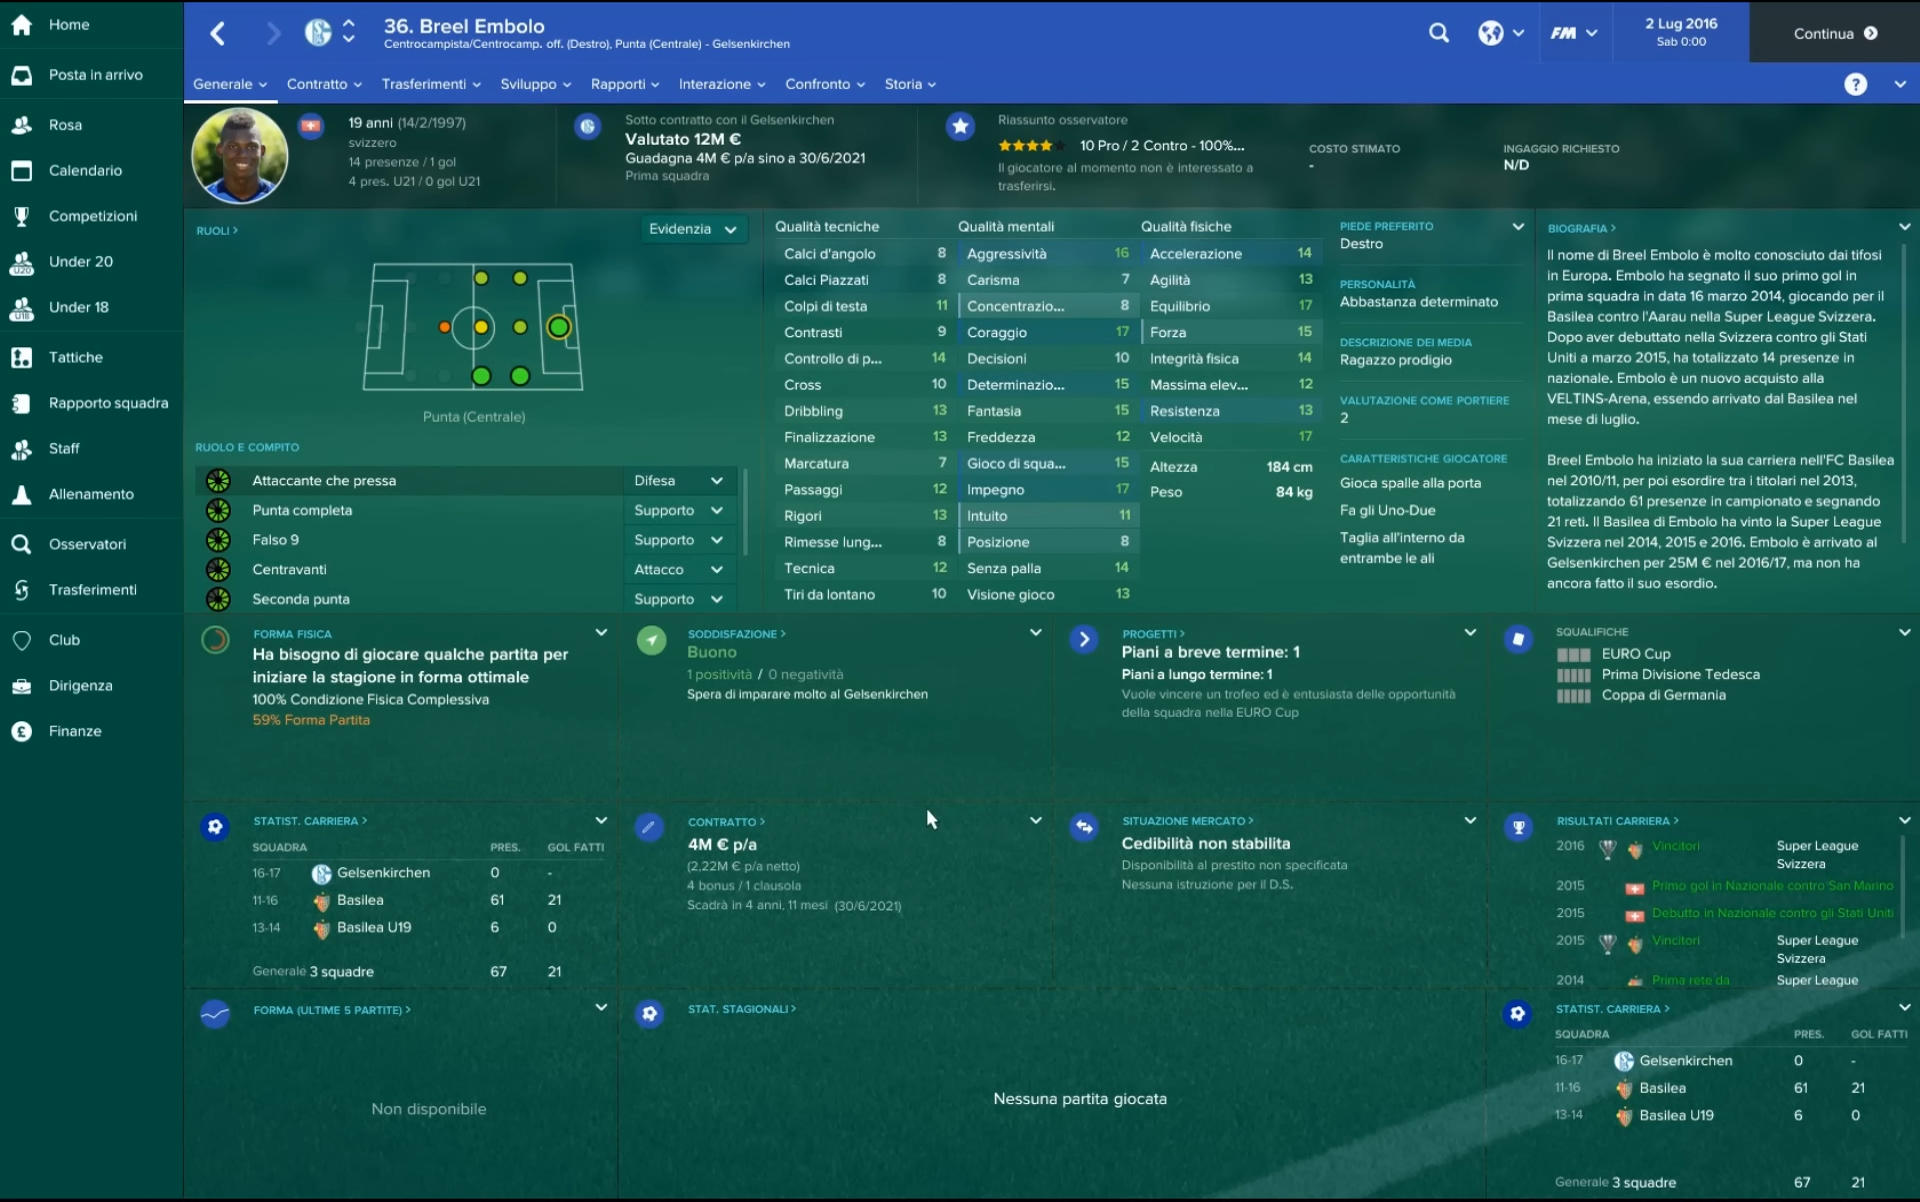 Home
Posta in arrivo
Rosa
Calendario
Competizioni
Under 20
Under 18
Tattiche
Rapporto squadra
Staff
Allenamento
Osservatori
Trasferimenti
Club
Dirigenza
Finanze
36. Breel Embolo
Centrocampista/Centrocamp. off. (Destro), Punta (Centrale) - Gelsenkirchen
FM
2 Lug 2016
Sab 0:00
Continua
Generale Contratto Trasferimenti Sviluppo Rapporti Interazione Confronto Storia
?
19 anni (14/2/1997)
svizzero
14 presenze / 1 gol
4 pres. U21 / 0 gol U21
Sotto contratto con il Gelsenkirchen
Valutato 12M €
Guadagna 4M € p/a sino a 30/6/2021
Prima squadra
Riassunto osservatore
10 Pro / 2 Contro - 100%...
Il giocatore al momento non è interessato a
trasferirsi.
COSTO STIMATO
-
INGAGGIO RICHIESTO
N/D
RUOLI >
Evidenzia
Punta (Centrale)
RUOLO E COMPITO
Attaccante che pressa Difesa
Punta completa Supporto
Falso 9 Supporto
Centravanti Attacco
Seconda punta Supporto
Qualità tecniche
Calci d'angolo 8
Calci Piazzati 8
Colpi di testa 11
Contrasti 9
Controllo di p... 14
Cross 10
Dribbling 13
Finalizzazione 13
Marcatura 7
Passaggi 12
Rigori 13
Rimesse lung... 8
Tecnica 12
Tiri da lontano 10
Qualità mentali
Aggressività 16
Carisma 7
Concentrazio... 8
Coraggio 17
Decisioni 10
Determinazio... 15
Fantasia 15
Freddezza 12
Gioco di squa... 15
Impegno 17
Intuito 11
Posizione 8
Senza palla 14
Visione gioco 13
Qualità fisiche
Accelerazione 14
Agilità 13
Equilibrio 17
Forza 15
Integrità fisica 14
Massima elev... 12
Resistenza 13
Velocità 17
Altezza 184 cm
Peso 84 kg
PIEDE PREFERITO
Destro
PERSONALITÀ
Abbastanza determinato
DESCRIZIONE DEI MEDIA
Ragazzo prodigio
VALUTAZIONE COME PORTIERE
2
CARATTERISTICHE GIOCATORE
Gioca spalle alla porta
Fa gli Uno-Due
Taglia all'interno da
entrambe le ali
BIOGRAFIA >
Il nome di Breel Embolo è molto conosciuto dai tifosi
in Europa. Embolo ha segnato il suo primo gol in
prima squadra in data 16 marzo 2014, giocando per il
Basilea contro l'Aarau nella Super League Svizzera.
Dopo aver debuttato nella Svizzera contro gli Stati
Uniti a marzo 2015, ha totalizzato 14 presenze in
nazionale. Embolo è un nuovo acquisto alla
VELTINS-Arena, essendo arrivato dal Basilea nel
mese di luglio.
Breel Embolo ha iniziato la sua carriera nell'FC Basilea
nel 2010/11, per poi esordire tra i titolari nel 2013,
totalizzando 61 presenze in campionato e segnando
21 reti. Il Basilea di Embolo ha vinto la Super League
Svizzera nel 2014, 2015 e 2016. Embolo è arrivato al
Gelsenkirchen per 25M € nel 2016/17, ma non ha
ancora fatto il suo esordio.
FORMA FISICA
Ha bisogno di giocare qualche partita per
iniziare la stagione in forma ottimale
100% Condizione Fisica Complessiva
59% Forma Partita
SODDISFAZIONE >
Buono
1 positività / 0 negatività
Spera di imparare molto al Gelsenkirchen
PROGETTI >
Piani a breve termine: 1
Piani a lungo termine: 1
Vuole vincere un trofeo ed è entusiasta delle opportunità
della squadra nella EURO Cup
SQUALIFICHE
EURO Cup
Prima Divisione Tedesca
Coppa di Germania
STATIST. CARRIERA >
SQUADRA PRES. GOL FATTI
16-17 Gelsenkirchen 0 -
11-16 Basilea 61 21
13-14 Basilea U19 6 0
Generale 3 squadre 67 21
CONTRATTO >
4M € p/a
(2,22M € p/a netto)
4 bonus / 1 clausola
Scadrà in 4 anni, 11 mesi (30/6/2021)
SITUAZIONE MERCATO >
Cedibilità non stabilita
Disponibilità al prestito non specificata
Nessuna istruzione per il D.S.
RISULTATI CARRIERA >
2016 Vincitori Super League
Svizzera
2015 Primo gol in Nazionale contro San Marino
2015 Debutto in Nazionale contro gli Stati Uniti
2015 Vincitori Super League
Svizzera
2014 Prima rete da Super League
FORMA (ULTIME 5 PARTITE) >
Non disponibile
STAT. STAGIONALI >
Nessuna partita giocata
STATIST. CARRIERA >
SQUADRA PRES. GOL FATTI
16-17 Gelsenkirchen 0 -
11-16 Basilea 61 21
13-14 Basilea U19 6 0
Generale 3 squadre 67 21